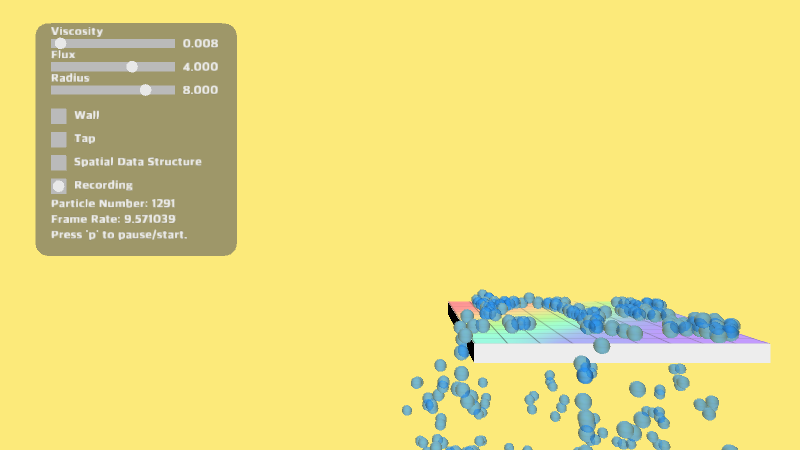 Viscosity
0.008
Flux
4.000
Radius
8.000
Wall
Tap
Spatial Data Structure
Recording
Particle Number: 1291
Frame Rate: 9.571039
Press `p` to pause/start.